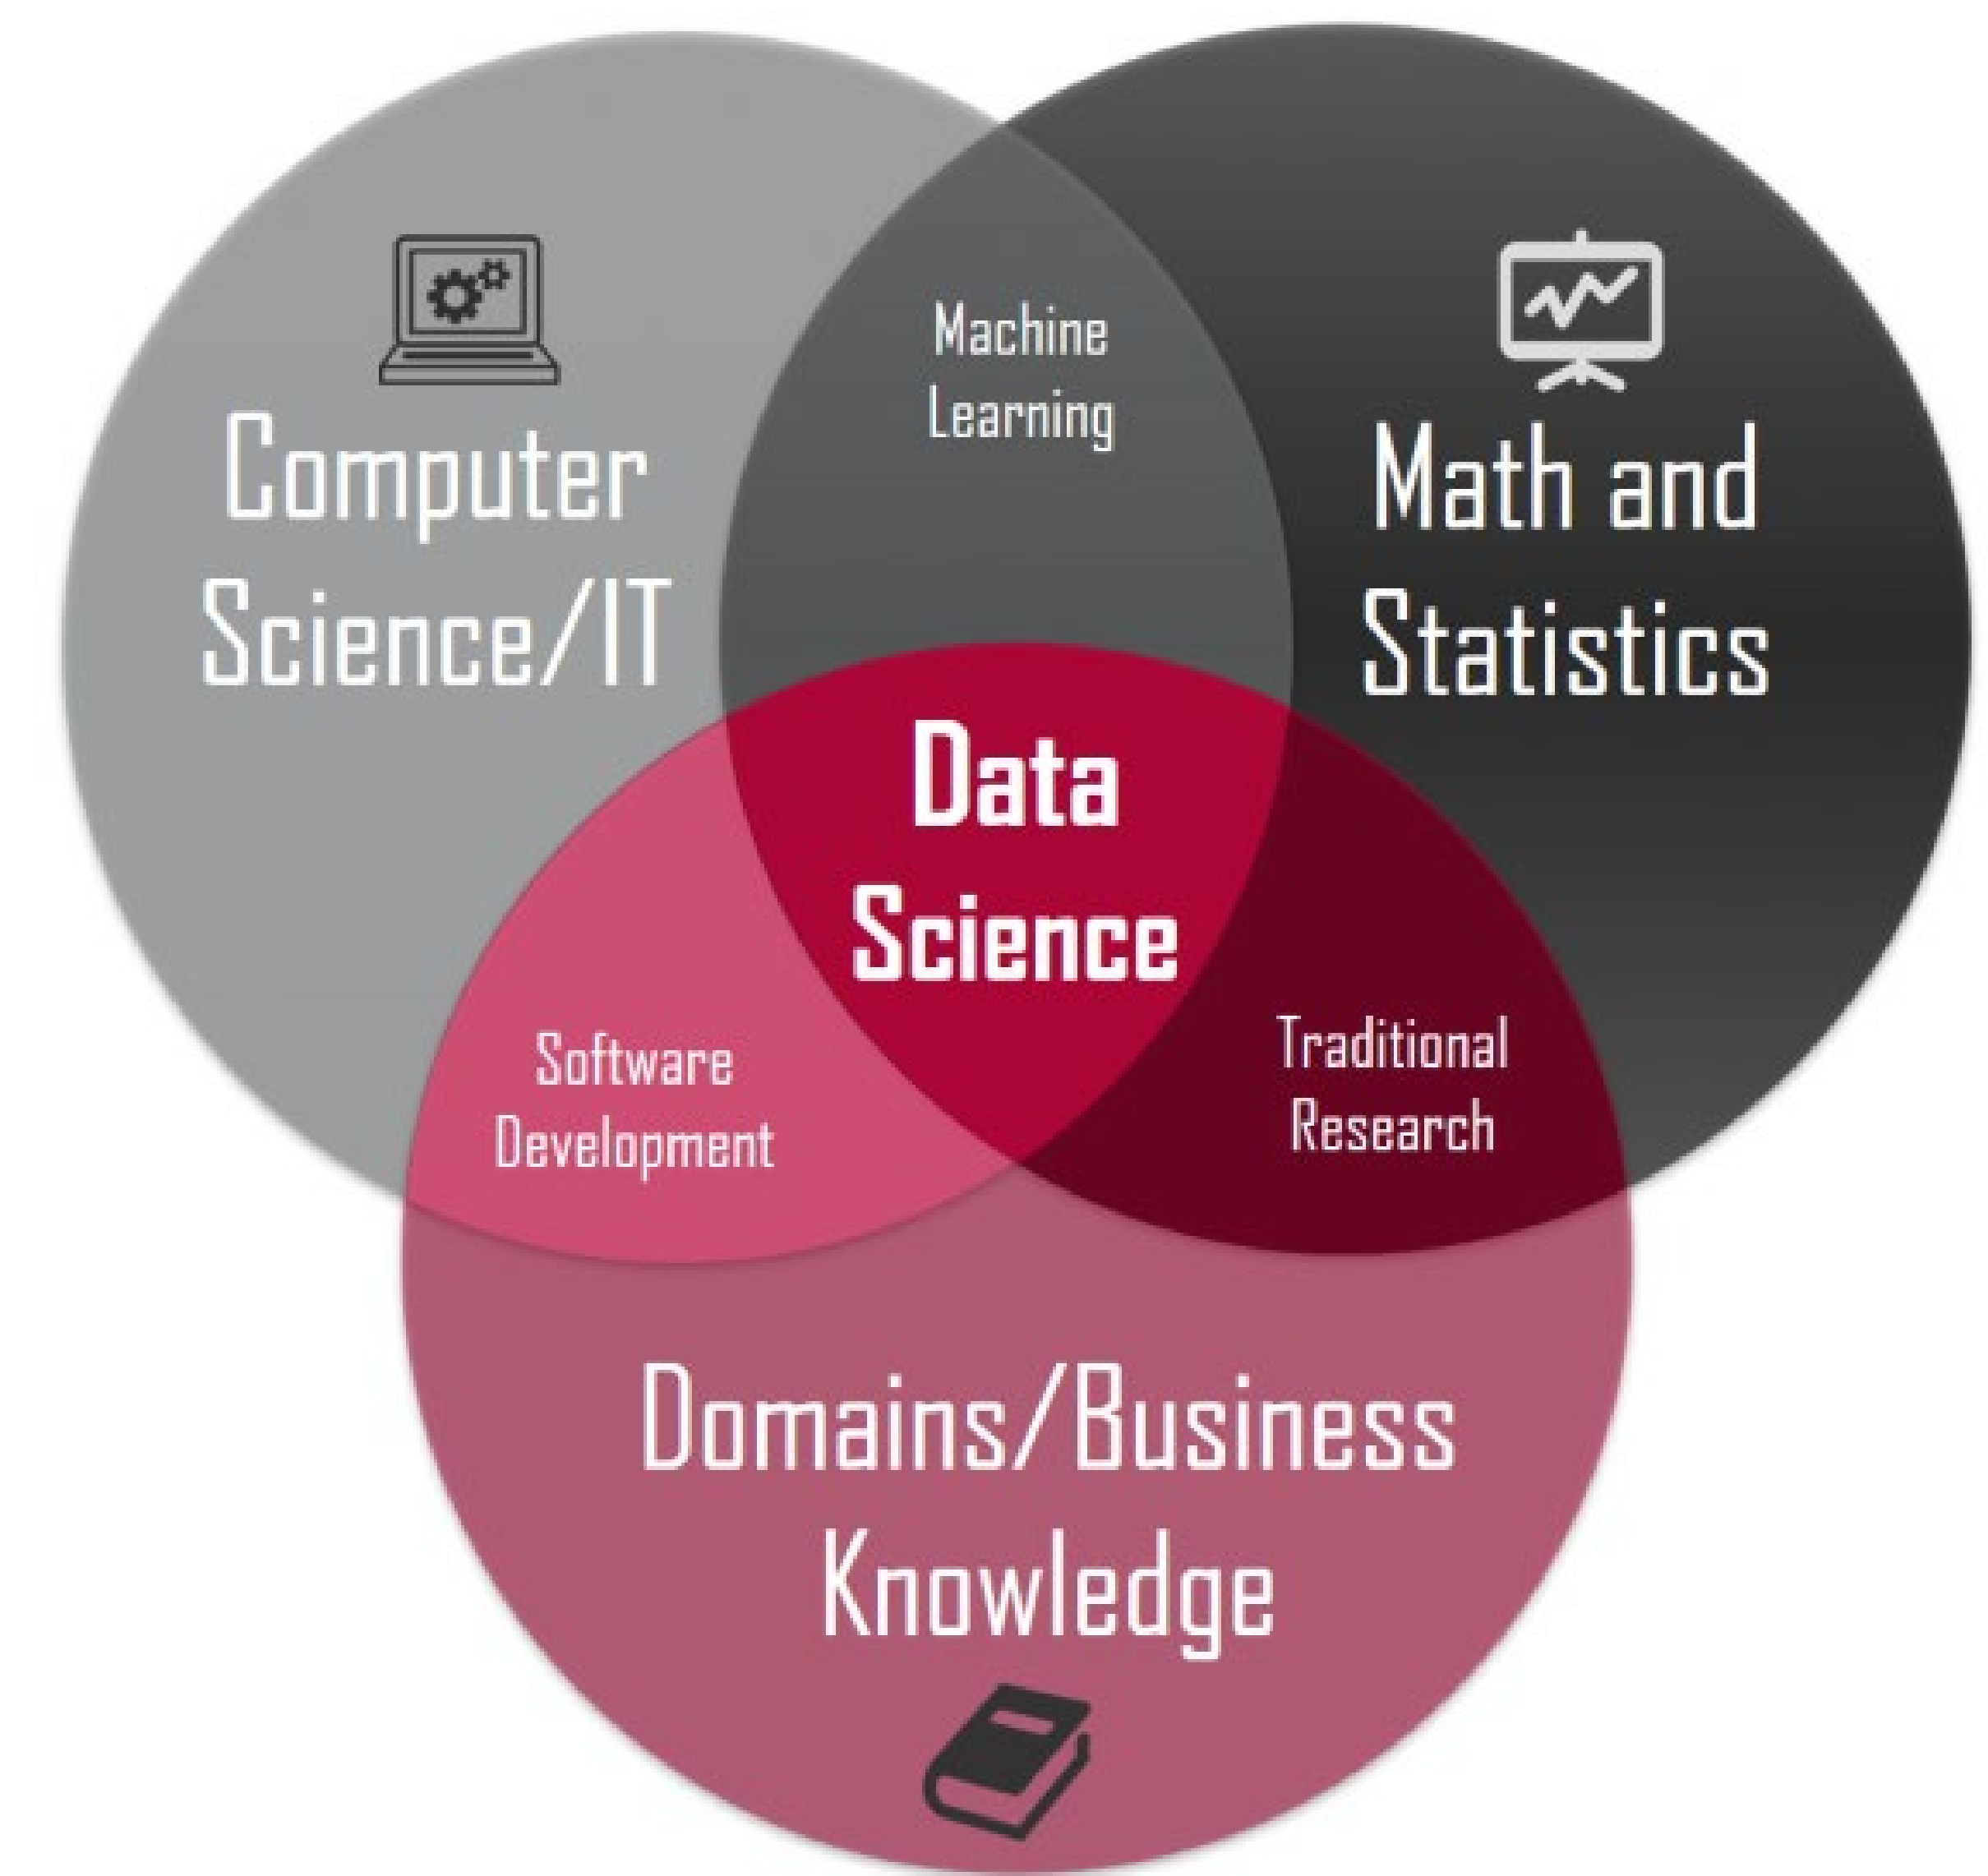 Machine
Learning
Computer
Science/IT
Math and
Statistics
Data
Science
Software
Development
Traditional
Research
Domains/Business
Knowledge